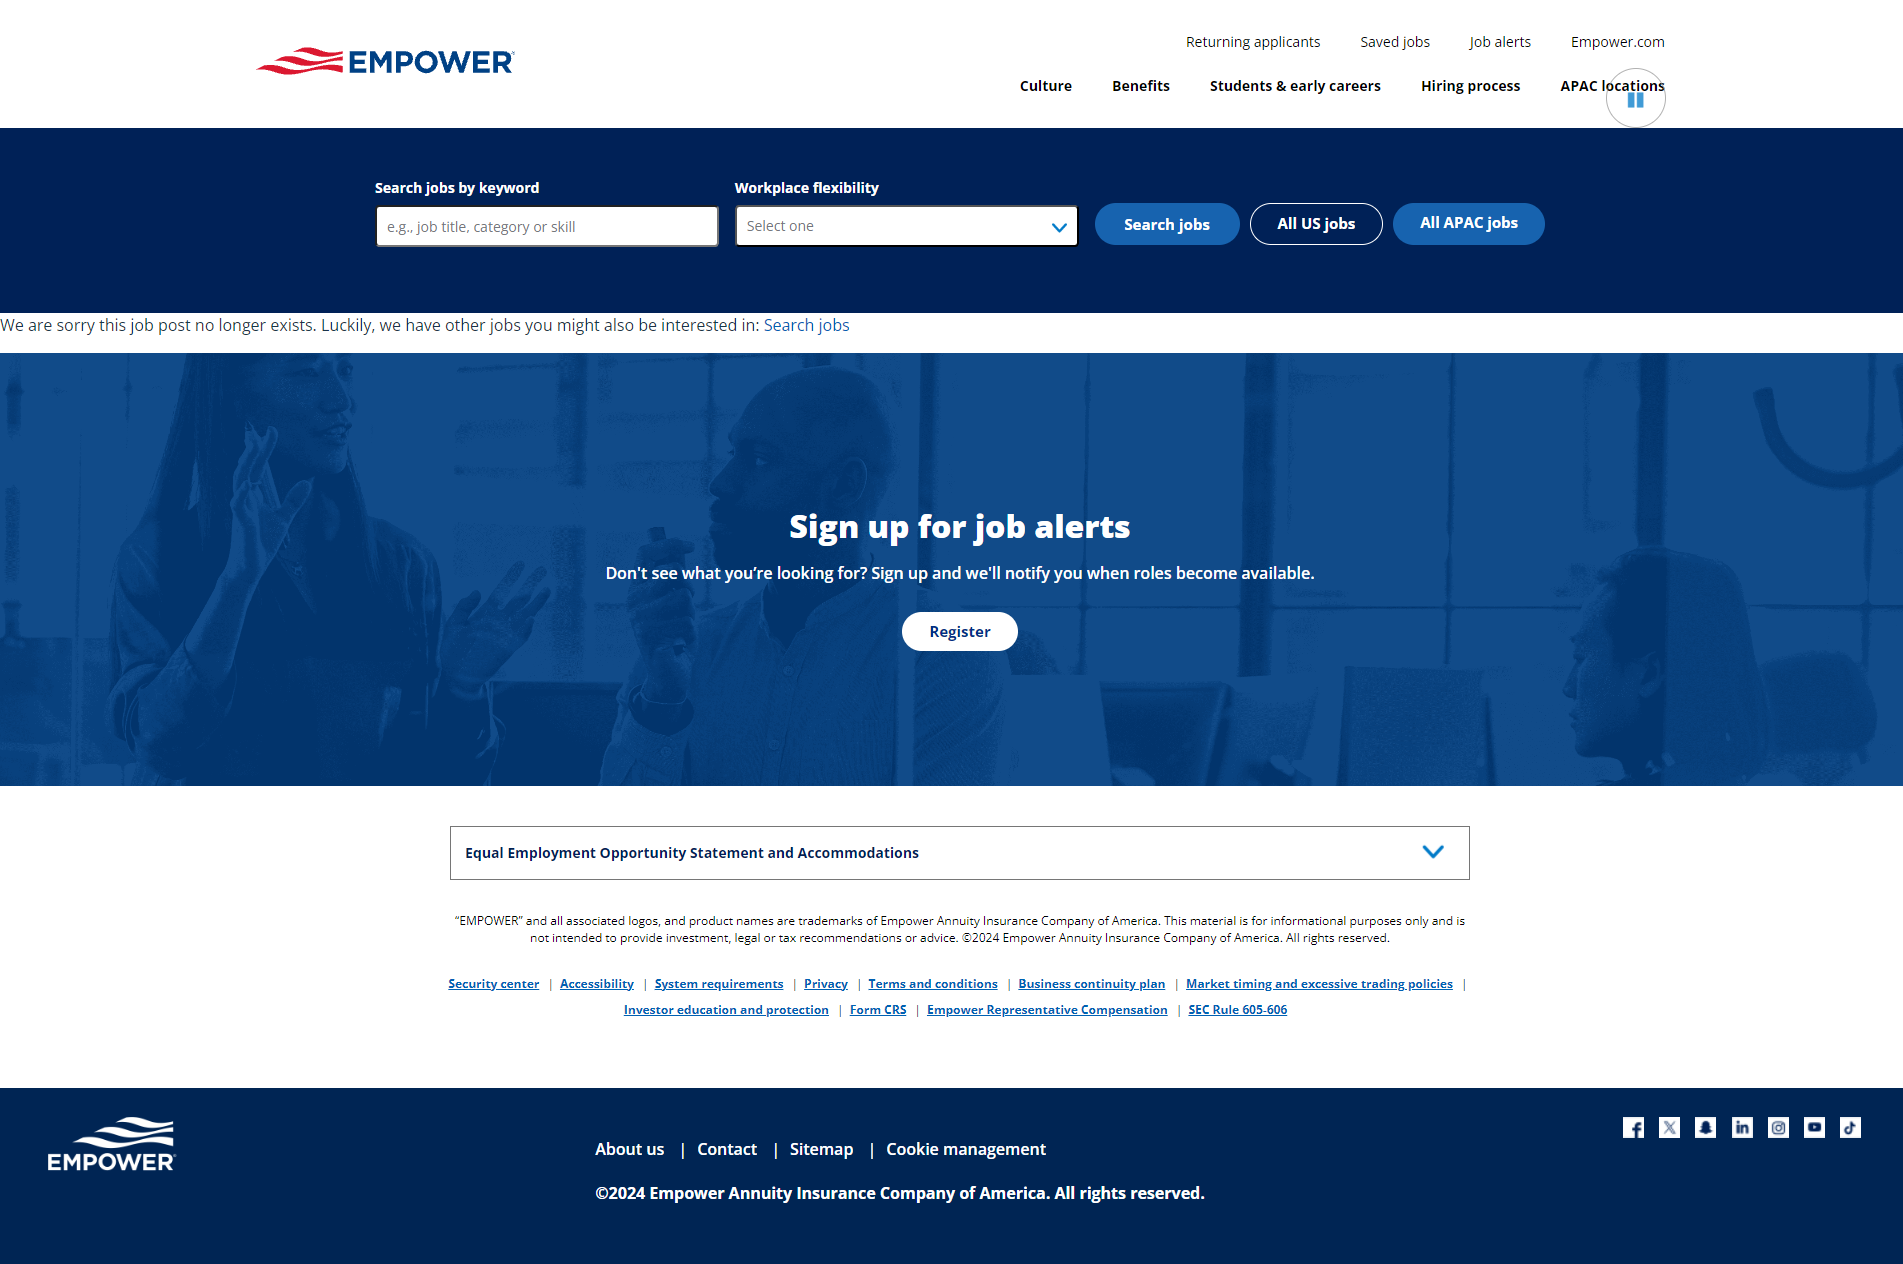 Returning applicants
Saved jobs
Job alerts
Empower.com
EMPOWER
Culture
Benefits
Students & early careers
Hiring process
APAC locations
Search jobs by keyword
Workplace flexibility
e.g., job title, category or skill
Select one
Search jobs
All US jobs
All APAC jobs
We are sorry this job post no longer exists. Luckily, we have other jobs you might also be interested in: Search jobs
Sign up for job alerts
Don't see what you’re looking for? Sign up and we'll notify you when roles become available.
Register
Equal Employment Opportunity Statement and Accommodations
“EMPOWER” and all associated logos, and product names are trademarks of Empower Annuity Insurance Company of America. This material is for informational purposes only and is
not intended to provide investment, legal or tax recommendations or advice. ©2024 Empower Annuity Insurance Company of America. All rights reserved.
Security center | Accessibility | System requirements | Privacy | Terms and conditions | Business continuity plan | Market timing and excessive trading policies |
Investor education and protection | Form CRS | Empower Representative Compensation | SEC Rule 605-606
EMPOWER
About us | Contact | Sitemap | Cookie management
©2024 Empower Annuity Insurance Company of America. All rights reserved.